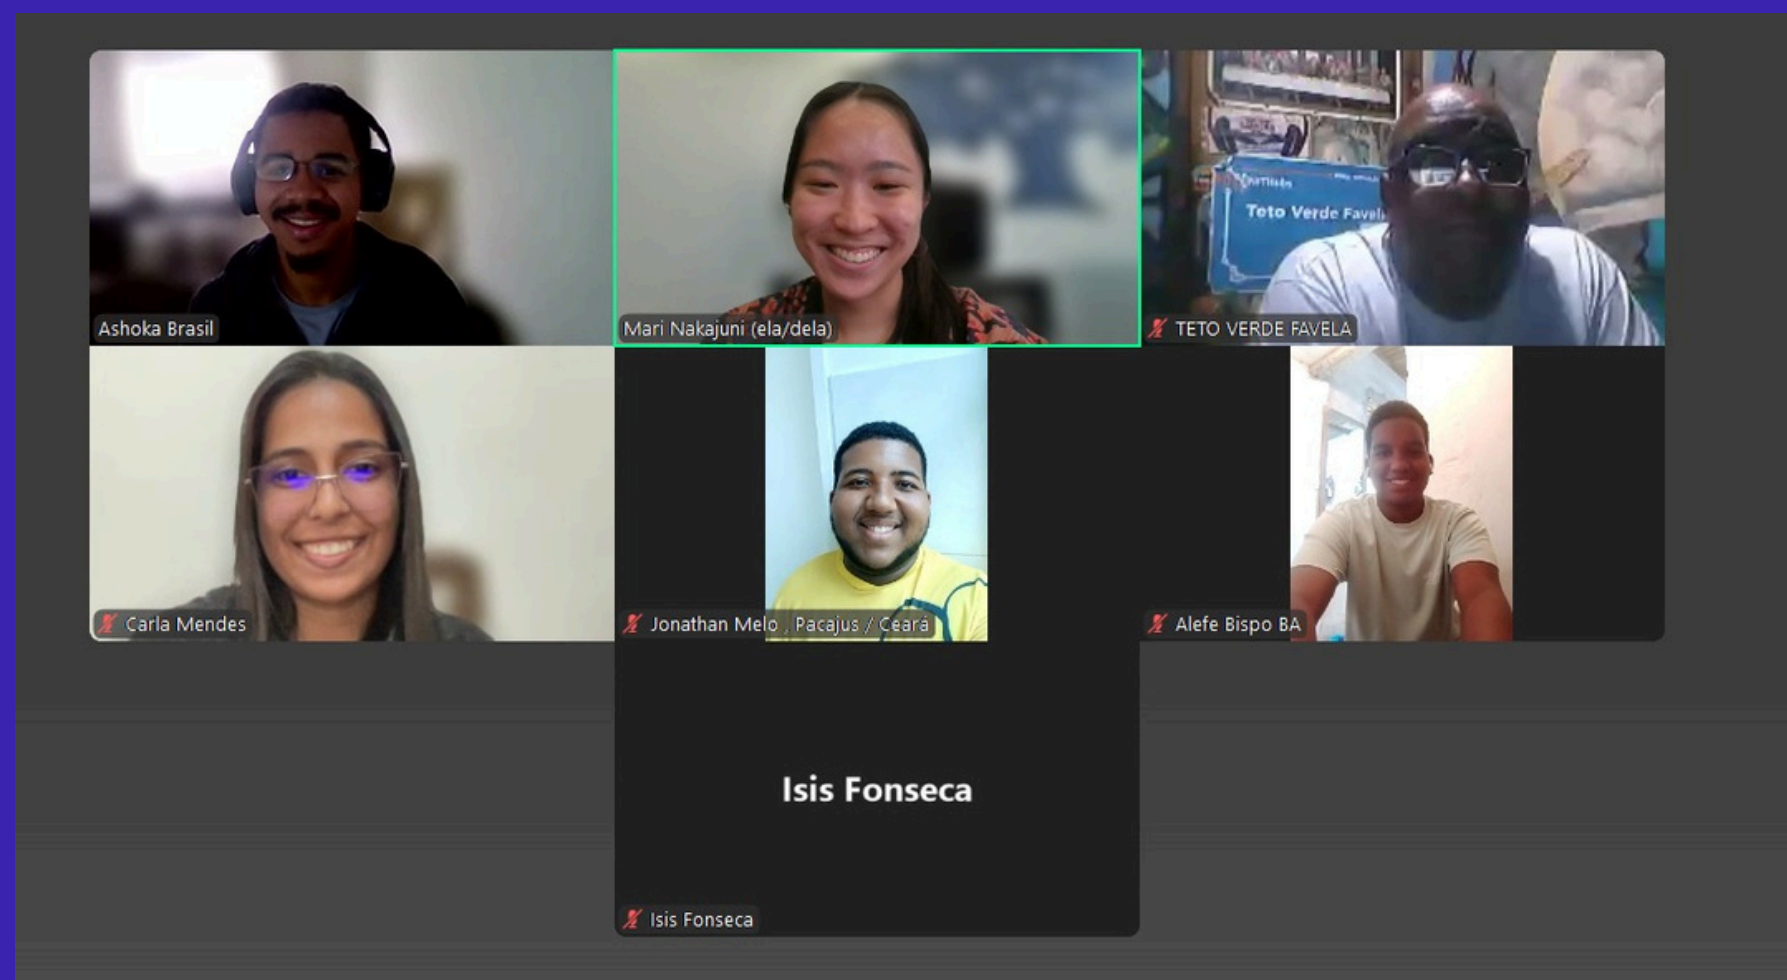 Teto Verde Favel
Ashoka Brasil
Mari Nakajuni (ela/dela)
TETO VERDE FAVELA
Carla Mendes
Jonathan Melo , Pacajus / Ceará
Alefe Bispo BA
Isis Fonseca
Isis Fonseca